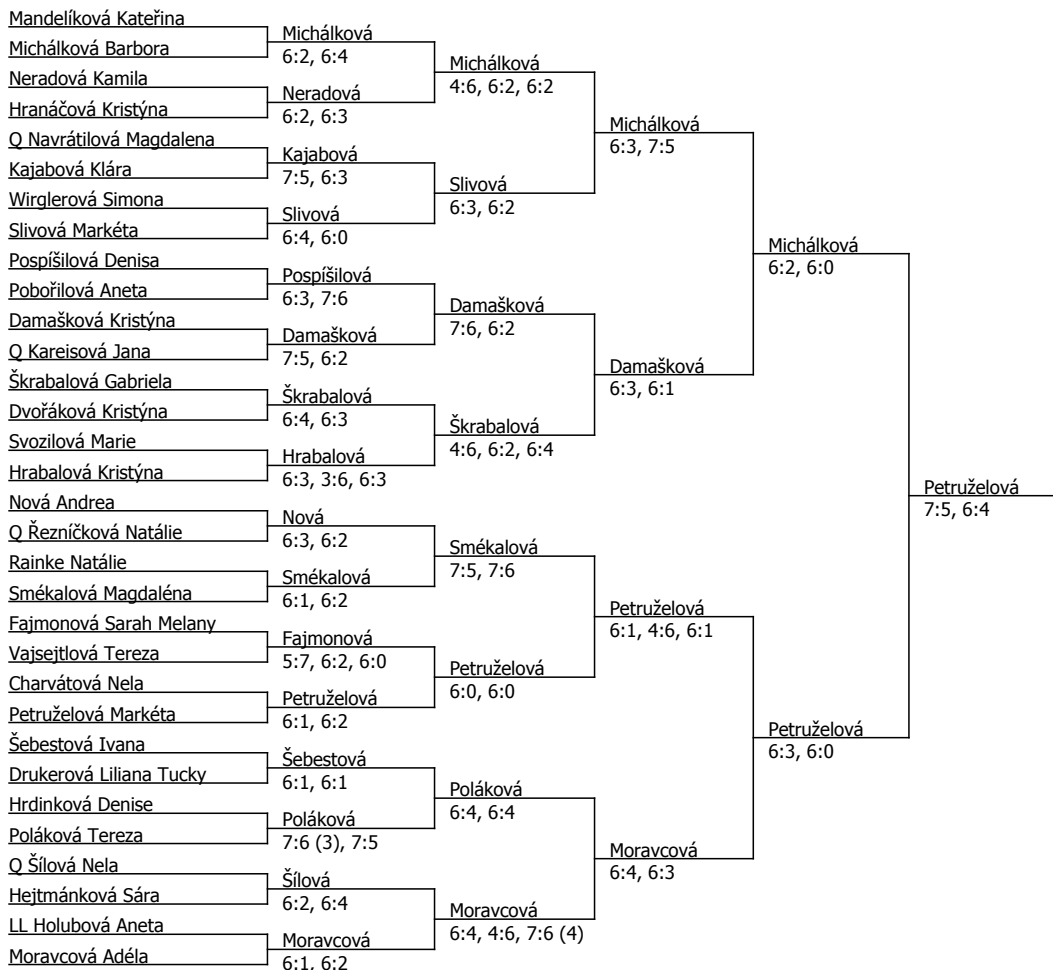 Mandelíková Kateřina
Michálková Barbora
Neradová Kamila
Hranáčová Kristýna
Q Navrátilová Magdalena
Kajabová Klára
Wirglerová Simona
Slivová Markéta
Pospíšilová Denisa
Pobořilová Aneta
Damašková Kristýna
Q Kareisová Jana
Škrabalová Gabriela
Dvořáková Kristýna
Svozilová Marie
Hrabalová Kristýna
Nová Andrea
Q Řezníčková Natálie
Rainke Natálie
Smékalová Magdaléna
Fajmonová Sarah Melany
Vajsejtlová Tereza
Charvátová Nela
Petruželová Markéta
Šebestová Ivana
Drukerová Liliana Tucky
Hrdinková Denise
Poláková Tereza
Q Šílová Nela
Hejtmánková Sára
LL Holubová Aneta
Moravcová Adéla
Michálková
6:2, 6:4
Neradová
6:2, 6:3
Kajabová
7:5, 6:3
Slivová
6:4, 6:0
Pospíšilová
6:3, 7:6
Damašková
7:5, 6:2
Škrabalová
6:4, 6:3
Hrabalová
6:3, 3:6, 6:3
Nová
6:3, 6:2
Smékalová
6:1, 6:2
Fajmonová
5:7, 6:2, 6:0
Petruželová
6:1, 6:2
Šebestová
6:1, 6:1
Poláková
7:6 (3), 7:5
Šílová
6:2, 6:4
Moravcová
6:1, 6:2
Michálková
4:6, 6:2, 6:2
Slivová
6:3, 6:2
Damašková
7:6, 6:2
Škrabalová
4:6, 6:2, 6:4
Smékalová
7:5, 7:6
Petruželová
6:0, 6:0
Poláková
6:4, 6:4
Moravcová
6:4, 4:6, 7:6 (4)
Michálková
6:3, 7:5
Damašková
6:3, 6:1
Petruželová
6:1, 4:6, 6:1
Moravcová
6:4, 6:3
Michálková
6:2, 6:0
Petruželová
6:3, 6:0
Petruželová
7:5, 6:4